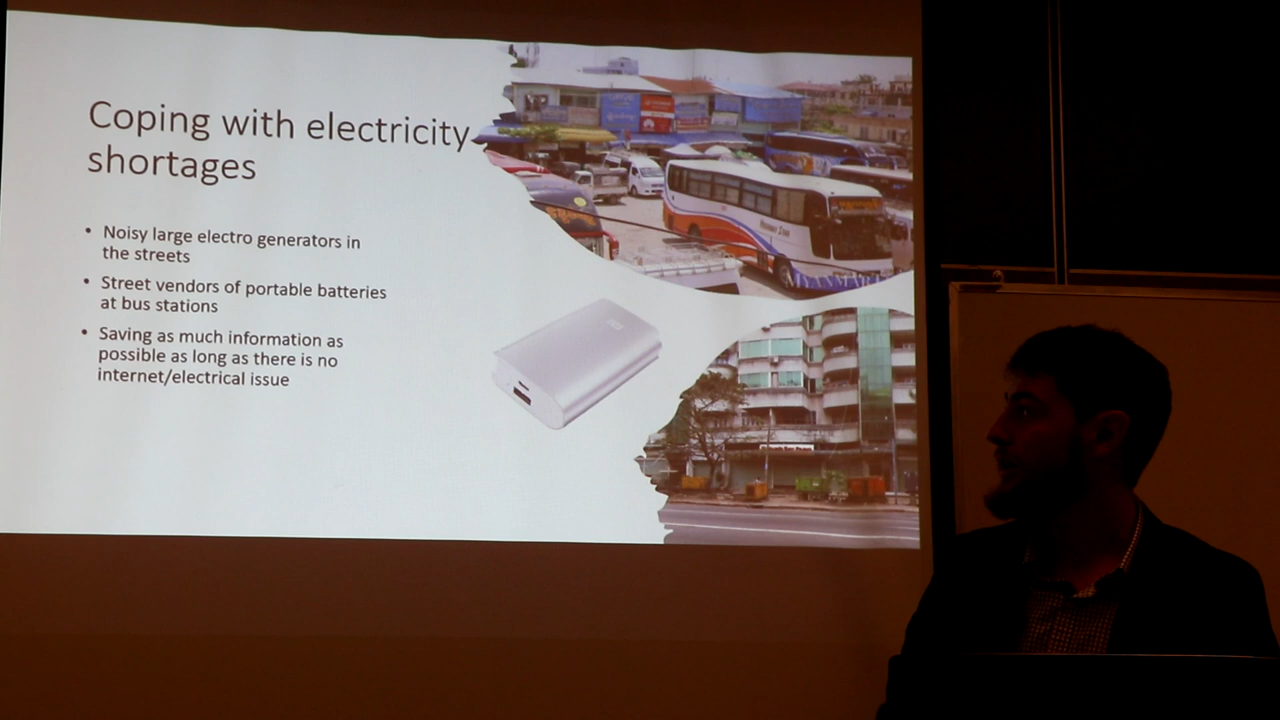 Coping with electricity
shortages
• Noisy large electro generators in
the streets
• Street vendors of portable batteries
at bus stations
• Saving as much information as
possible as long as there is no
internet/electrical issue